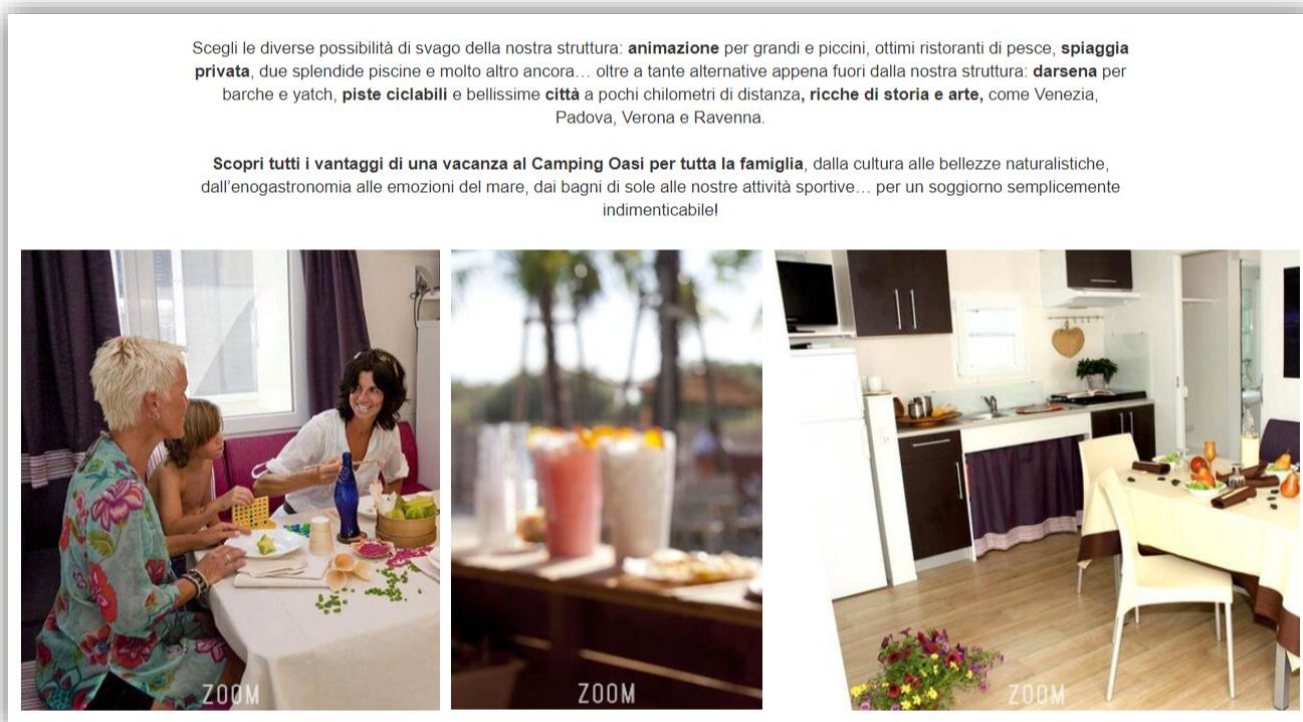 Scegli le diverse possibilità di svago della nostra struttura: animazione per grandi e piccini, ottimi ristoranti di pesce, spiaggia
privata, due splendide piscine e molto altro ancora… oltre a tante alternative appena fuori dalla nostra struttura: darsena per
barche e yatch, piste ciclabili e bellissime città a pochi chilometri di distanza, ricche di storia e arte, come Venezia,
Padova, Verona e Ravenna.
Scopri tutti i vantaggi di una vacanza al Camping Oasi per tutta la famiglia, dalla cultura alle bellezze naturalistiche,
dall'enogastronomia alle emozioni del mare, dai bagni di sole alle nostre attività sportive… per un soggiorno semplicemente
indimenticabile!
ZOOM
ZOOM
ZOOM